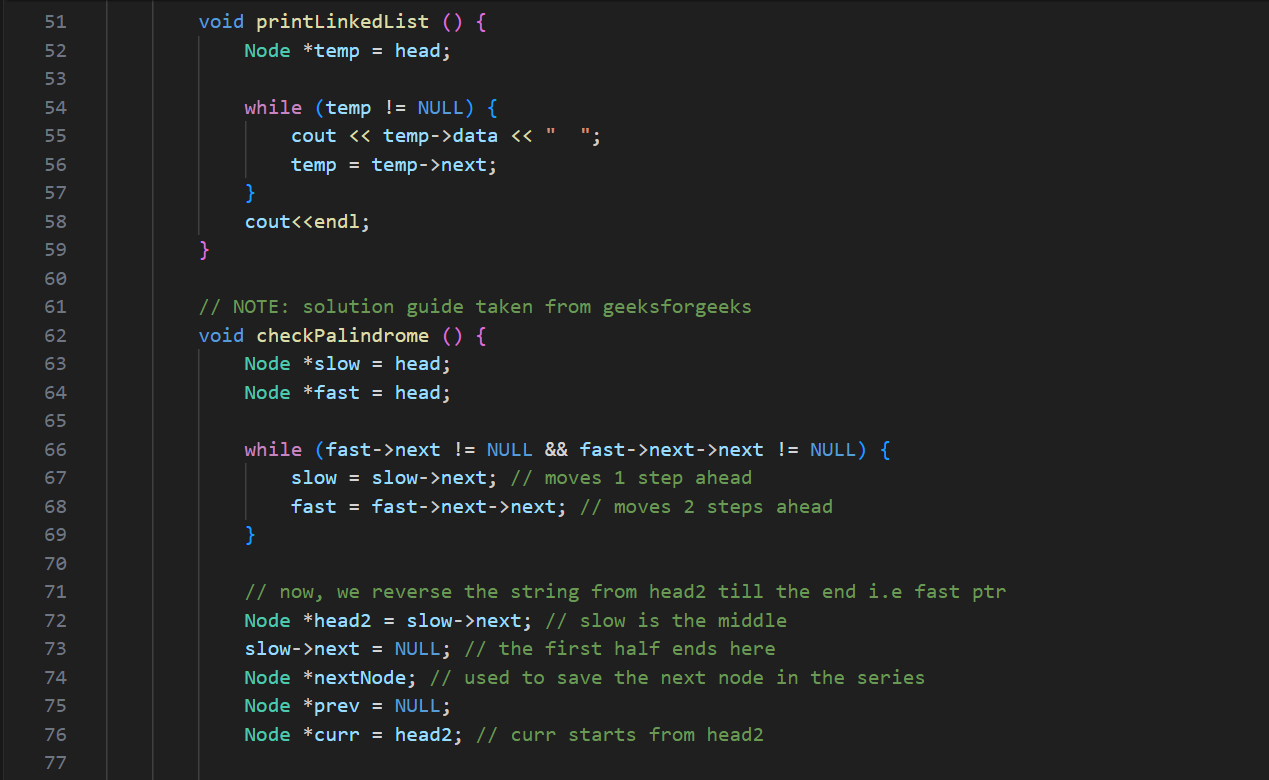 51 void printLinkedList () {
52 Node *temp = head;
53
54 while (temp != NULL) {
55 cout << temp->data << "  ";
56 temp = temp->next;
57 }
58 cout<<endl;
59 }
60
61 // NOTE: solution guide taken from geeksforgeeks
62 void checkPalindrome () {
63 Node *slow = head;
64 Node *fast = head;
65
66 while (fast->next != NULL && fast->next->next != NULL) {
67 slow = slow->next; // moves 1 step ahead
68 fast = fast->next->next; // moves 2 steps ahead
69 }
70
71 // now, we reverse the string from head2 till the end i.e fast ptr
72 Node *head2 = slow->next; // slow is the middle
73 slow->next = NULL; // the first half ends here
74 Node *nextNode; // used to save the next node in the series
75 Node *prev = NULL;
76 Node *curr = head2; // curr starts from head2
77